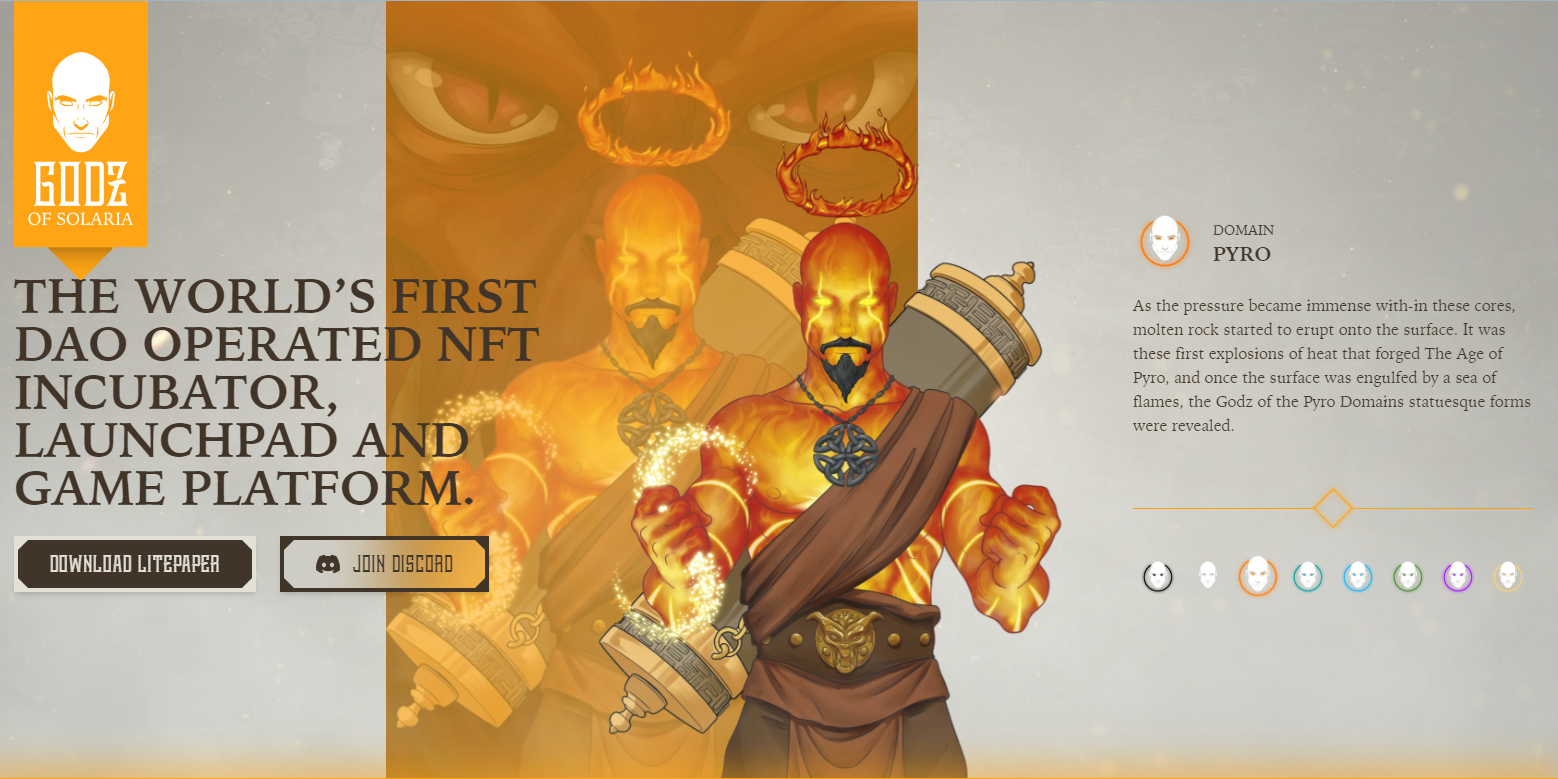 GODZ
OF SOLARIA
THE WORLD'S FIRST
DAO OPERATED NFT
INCUBATOR,
LAUNCHPAD AND
GAME PLATFORM.
DOWNLOAD LITEPAPER
JOIN DISCORD
DOMAIN
PYRO
As the pressure became immense with-in these cores,
molten rock started to erupt onto the surface. It was
these first explosions of heat that forged The Age of
Pyro, and once the surface was engulfed by a sea of
flames, the Godz of the Pyro Domains statuesque forms
were revealed.